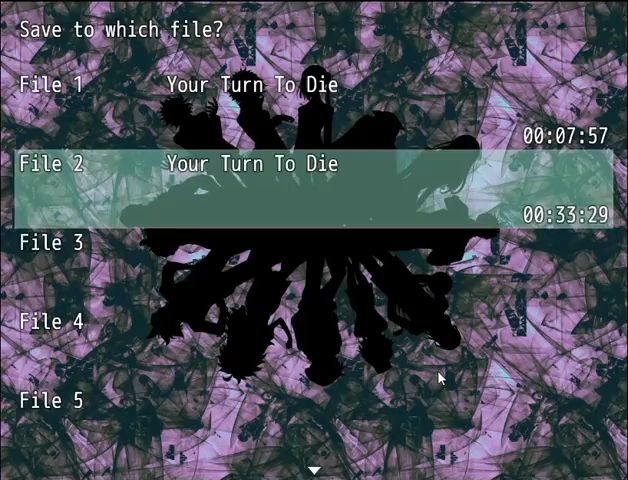 Save to which file?
File 1 Your Turn To Die
00:07:57
File 2 Your Turn To Die
00:33:29
File 3
File 4
File 5